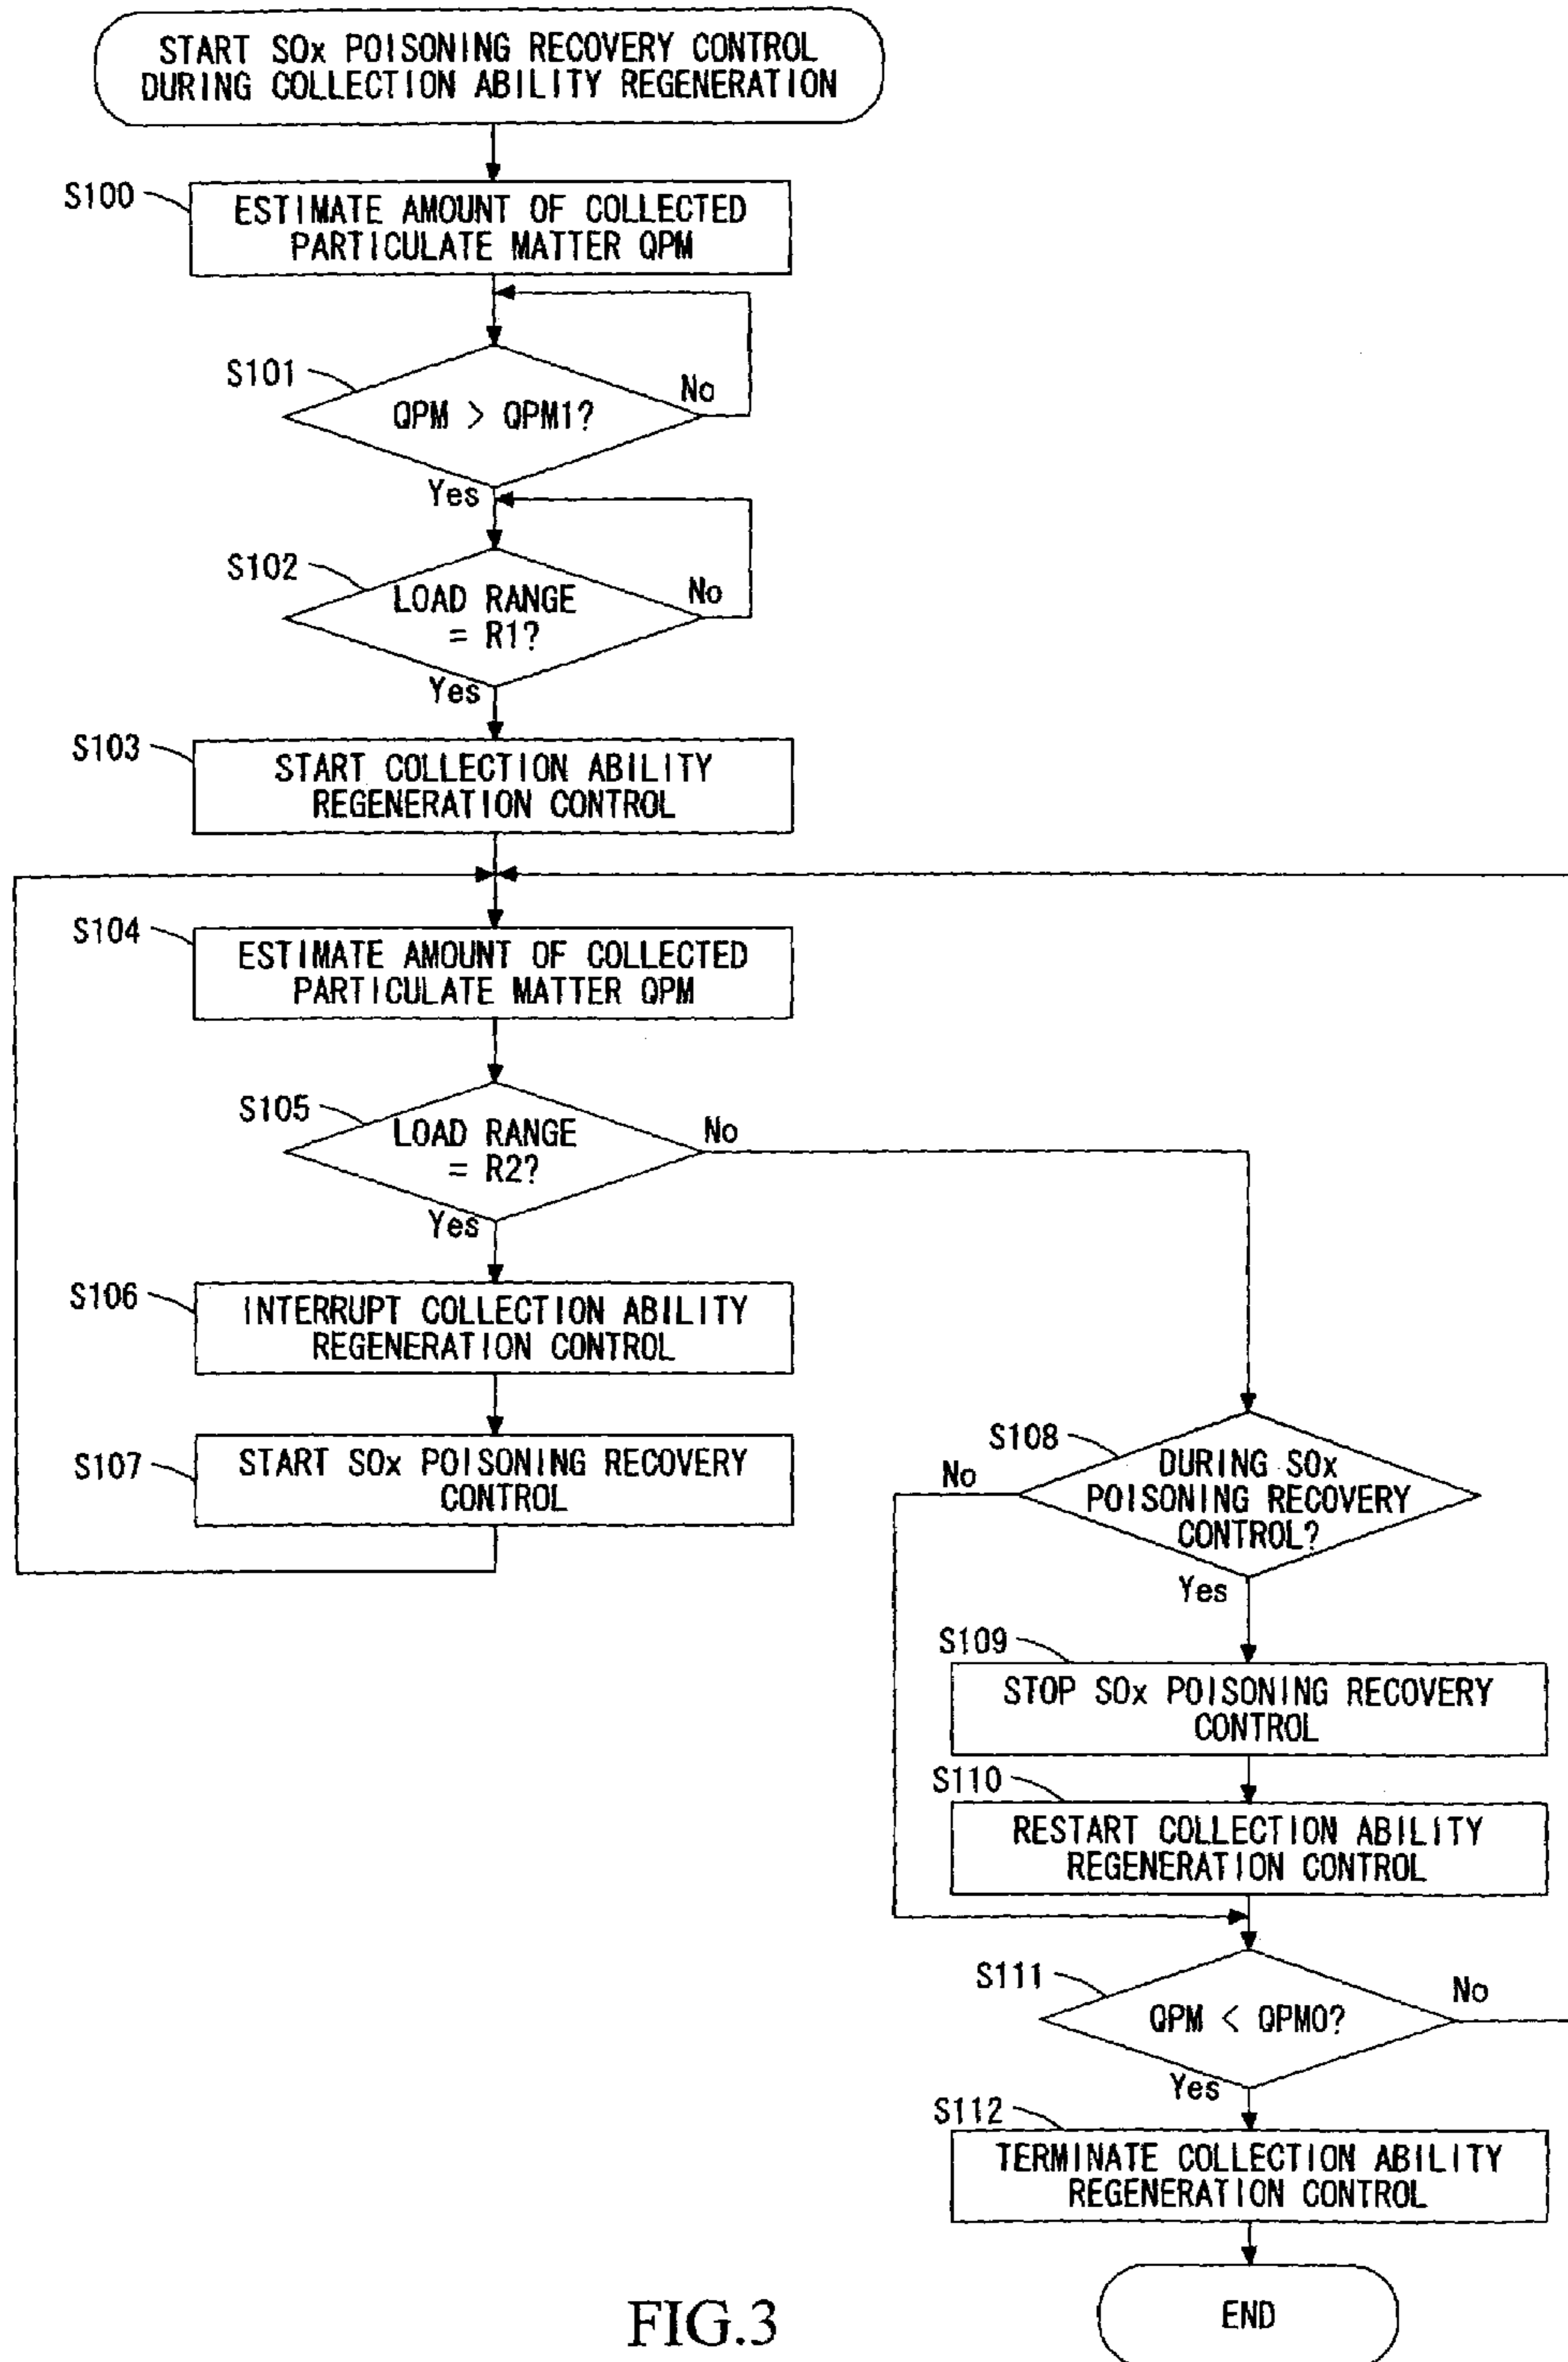 START SOx POISONING RECOVERY CONTROL
DURING COLLECTION ABILITY REGENERATION
S100
ESTIMATE AMOUNT OF COLLECTED
PARTICULATE MATTER QPM
S101
QPM > QPM1?
No
Yes
S102
LOAD RANGE
= R1?
No
Yes
S103
START COLLECTION ABILITY
REGENERATION CONTROL
S104
ESTIMATE AMOUNT OF COLLECTED
PARTICULATE MATTER QPM
S105
LOAD RANGE
= R2?
No
Yes
S106
INTERRUPT COLLECTION ABILITY
REGENERATION CONTROL
S107
START SOx POISONING RECOVERY
CONTROL
S108
DURING SOx
POISONING RECOVERY
CONTROL?
No
Yes
S109
STOP SOx POISONING RECOVERY
CONTROL
S110
RESTART COLLECTION ABILITY
REGENERATION CONTROL
S111
QPM < QPM0?
No
Yes
S112
TERMINATE COLLECTION ABILITY
REGENERATION CONTROL
END
FIG.3